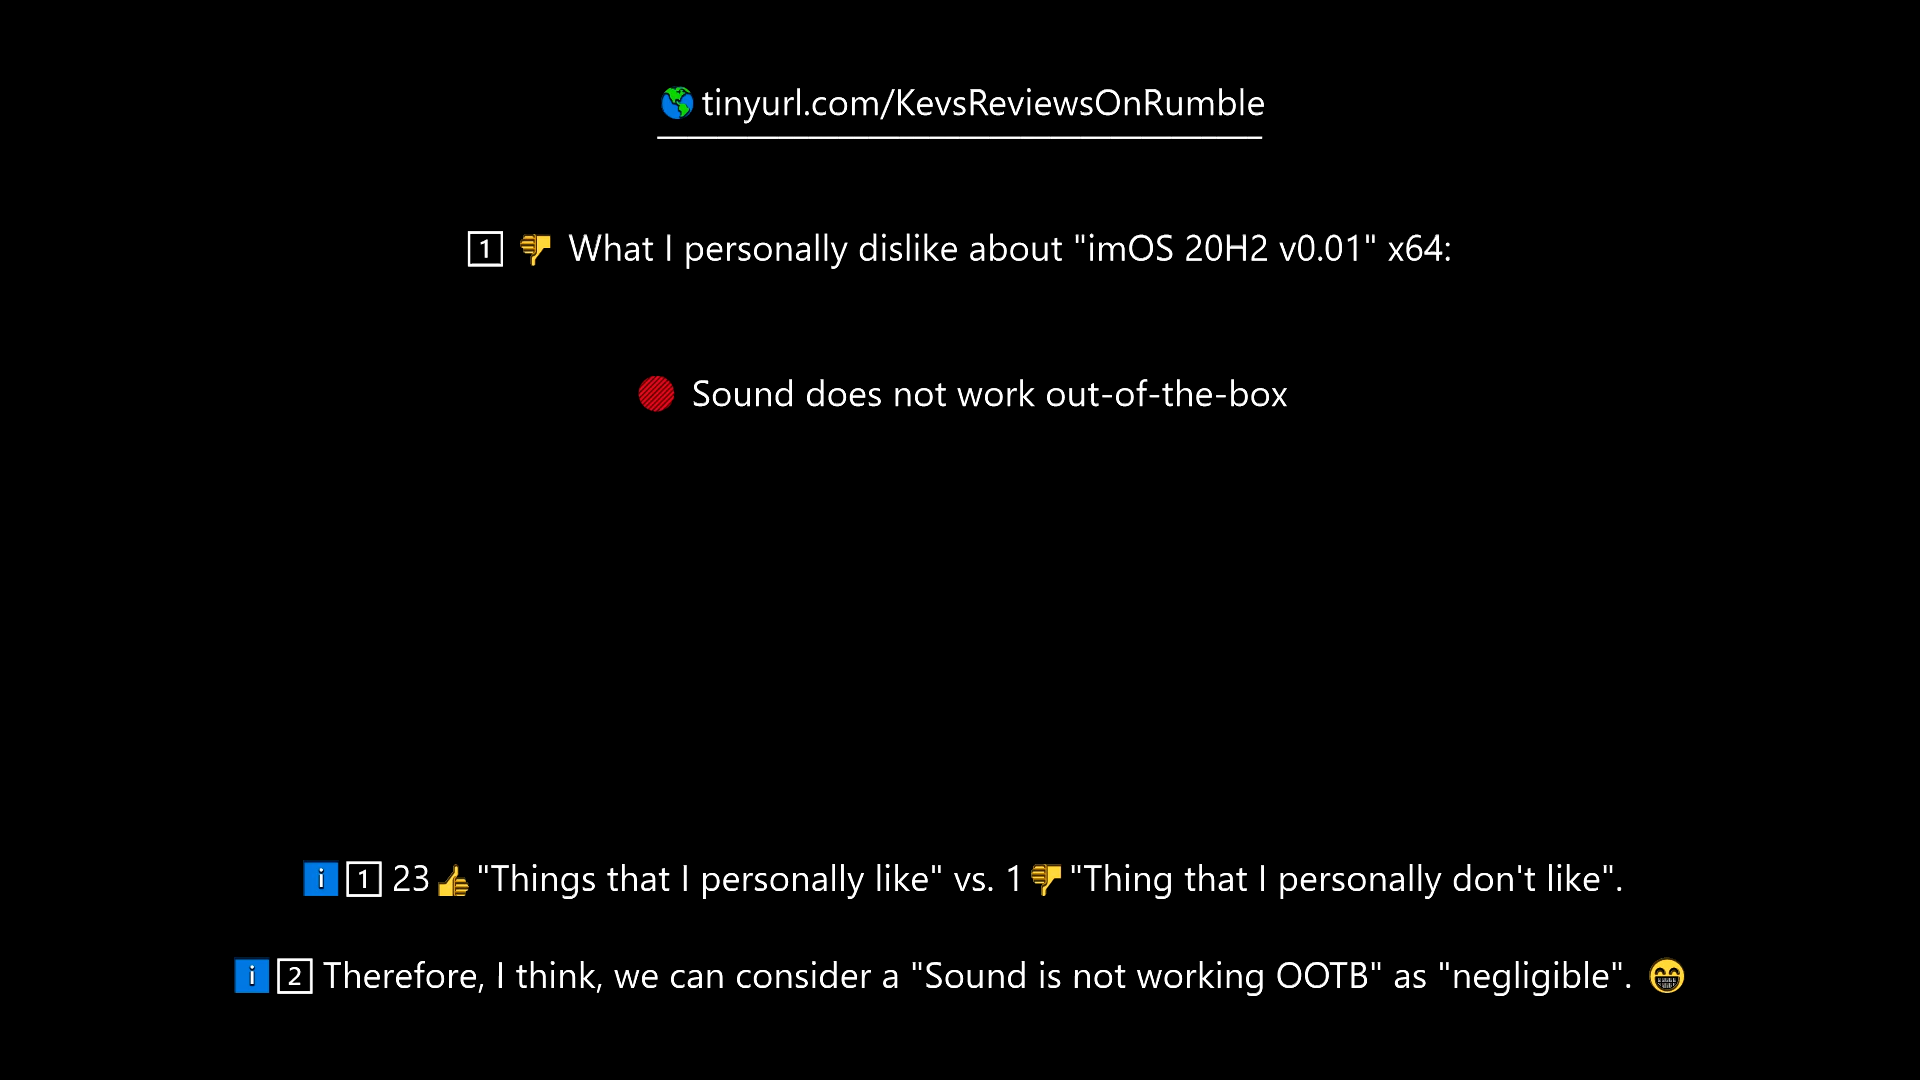 🌎 tinyurl.com/KevsReviewsOnRumble
1 👎 What I personally dislike about "imOS 20H2 v0.01" x64:
🔴 Sound does not work out-of-the-box
ℹ️ 1 23 👍 "Things that I personally like" vs. 1 👎 "Thing that I personally don't like".
ℹ️ 2 Therefore, I think, we can consider a "Sound is not working OOTB" as "negligible". 😁